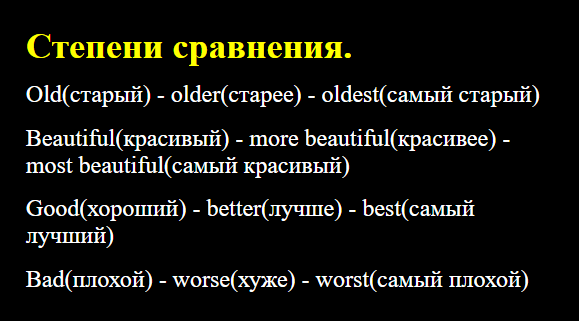 Степени сравнения.
Old(старый) - older(старее) - oldest(самый старый)
Beautiful(красивый) - more beautiful(красивее) -
most beautiful(самый красивый)
Good(хороший) - better(лучше) - best(самый
лучший)
Bad(плохой) - worse(хуже) - worst(самый плохой)